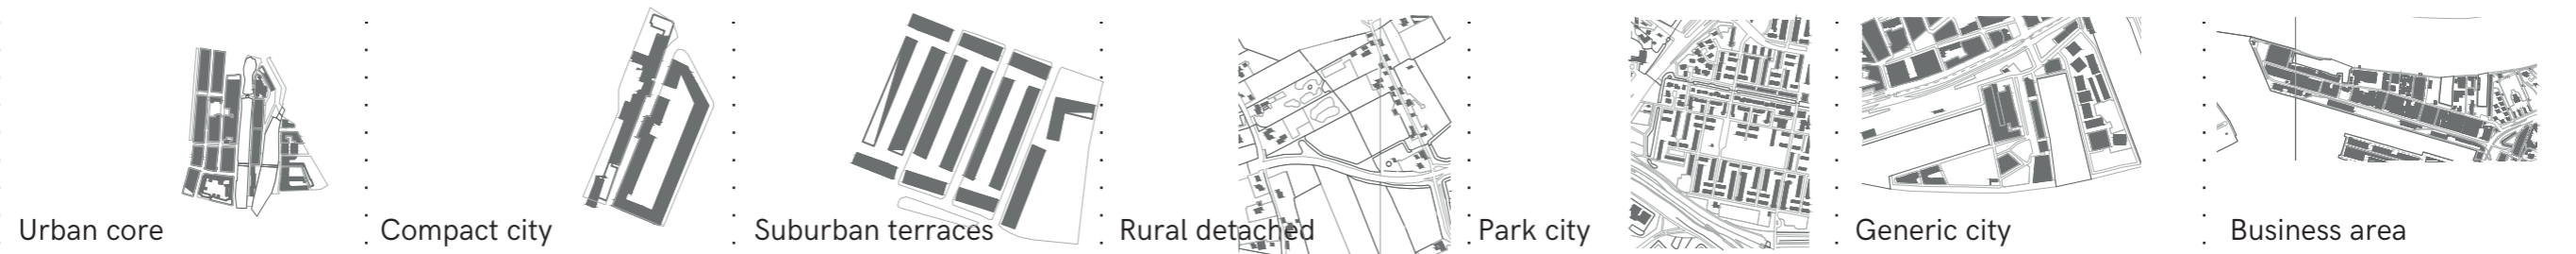 Urban core
Compact city
Suburban terraces
Rural detached
Park city
Generic city
Business area